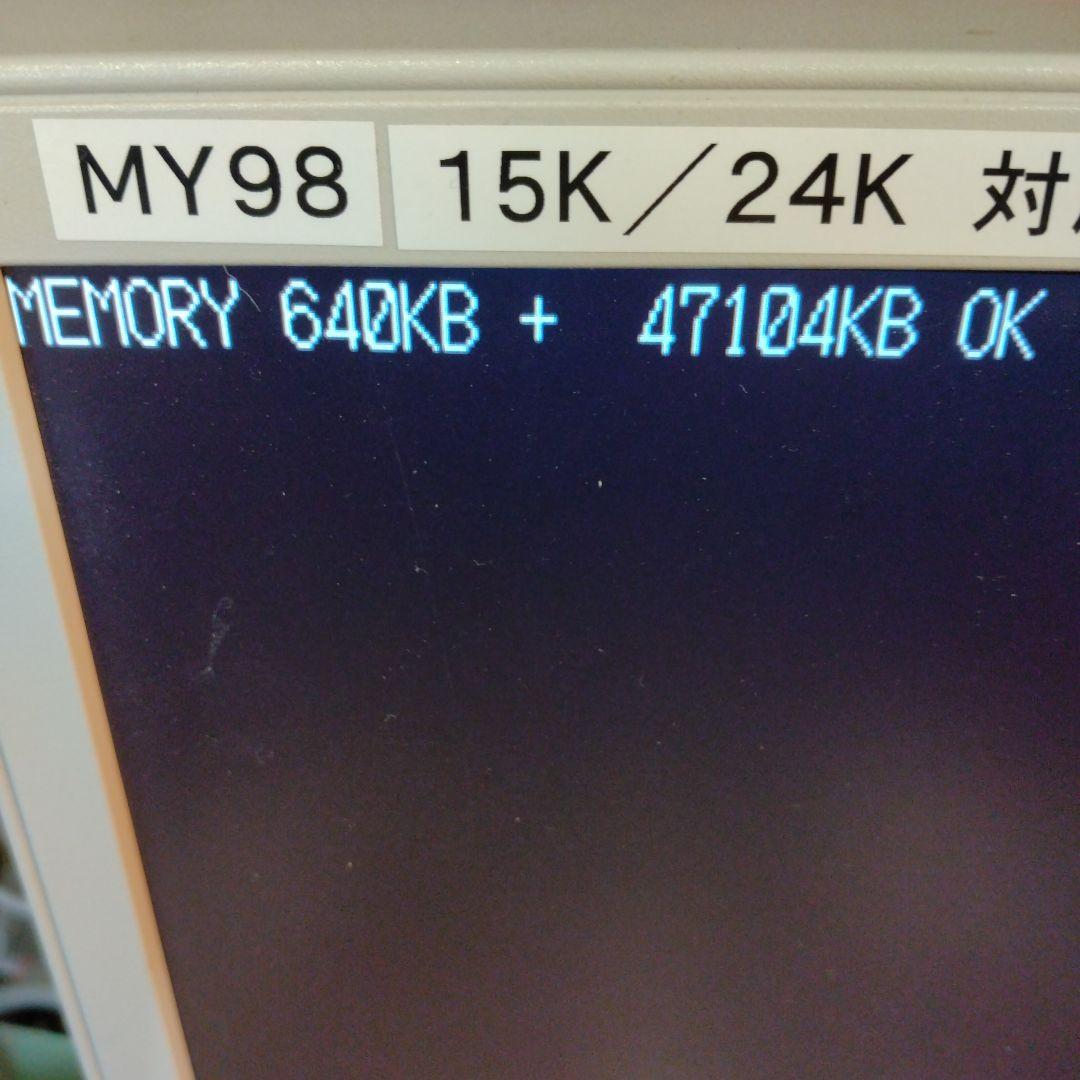 MY98
15K／24K 対
MEMORY 640KB + 47104KB OK